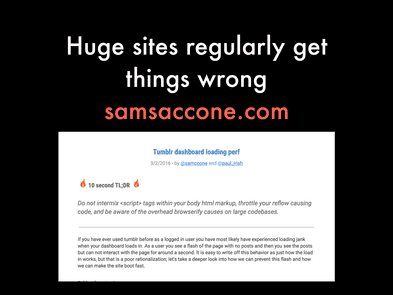 Huge sites regularly get
things wrong
samsaccone.com
Tumblr dashboard loading perf
3/2/2016 - by @samccone and @paul_irish
🔥 10 second TL;DR 🔥
Do not intermix <script> tags within your body html markup, throttle your reflow causing
code, and be aware of the overhead browserify causes on large codebases.
If you have ever used tumblr before as a logged in user you have most likely have experienced loading jank
when your dashboard loads in. As a user you see a flash of the page with no posts and then you see the posts
but can not interact with the page for around a second. It is easy to write off this behavior as just how the load
in works, but that is a poor rationalization; let's take a deeper look into how we can prevent this flash and how
we can make the site boot fast.